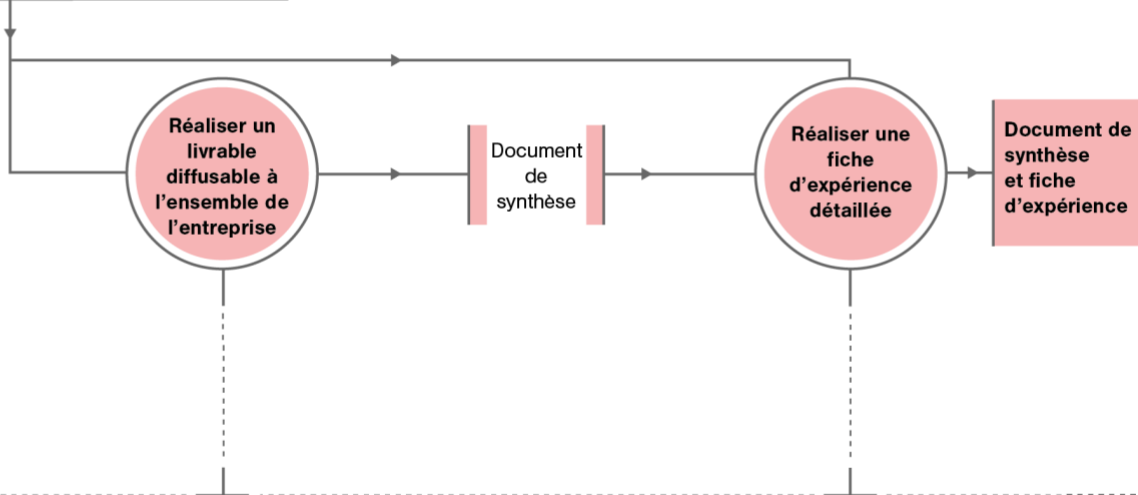 Réaliser un
livrable
diffusable à
l'ensemble de
l'entreprise
Document
de
synthèse
Réaliser une
fiche
d'expérience
détaillée
Document de
synthèse
et fiche
d'expérience